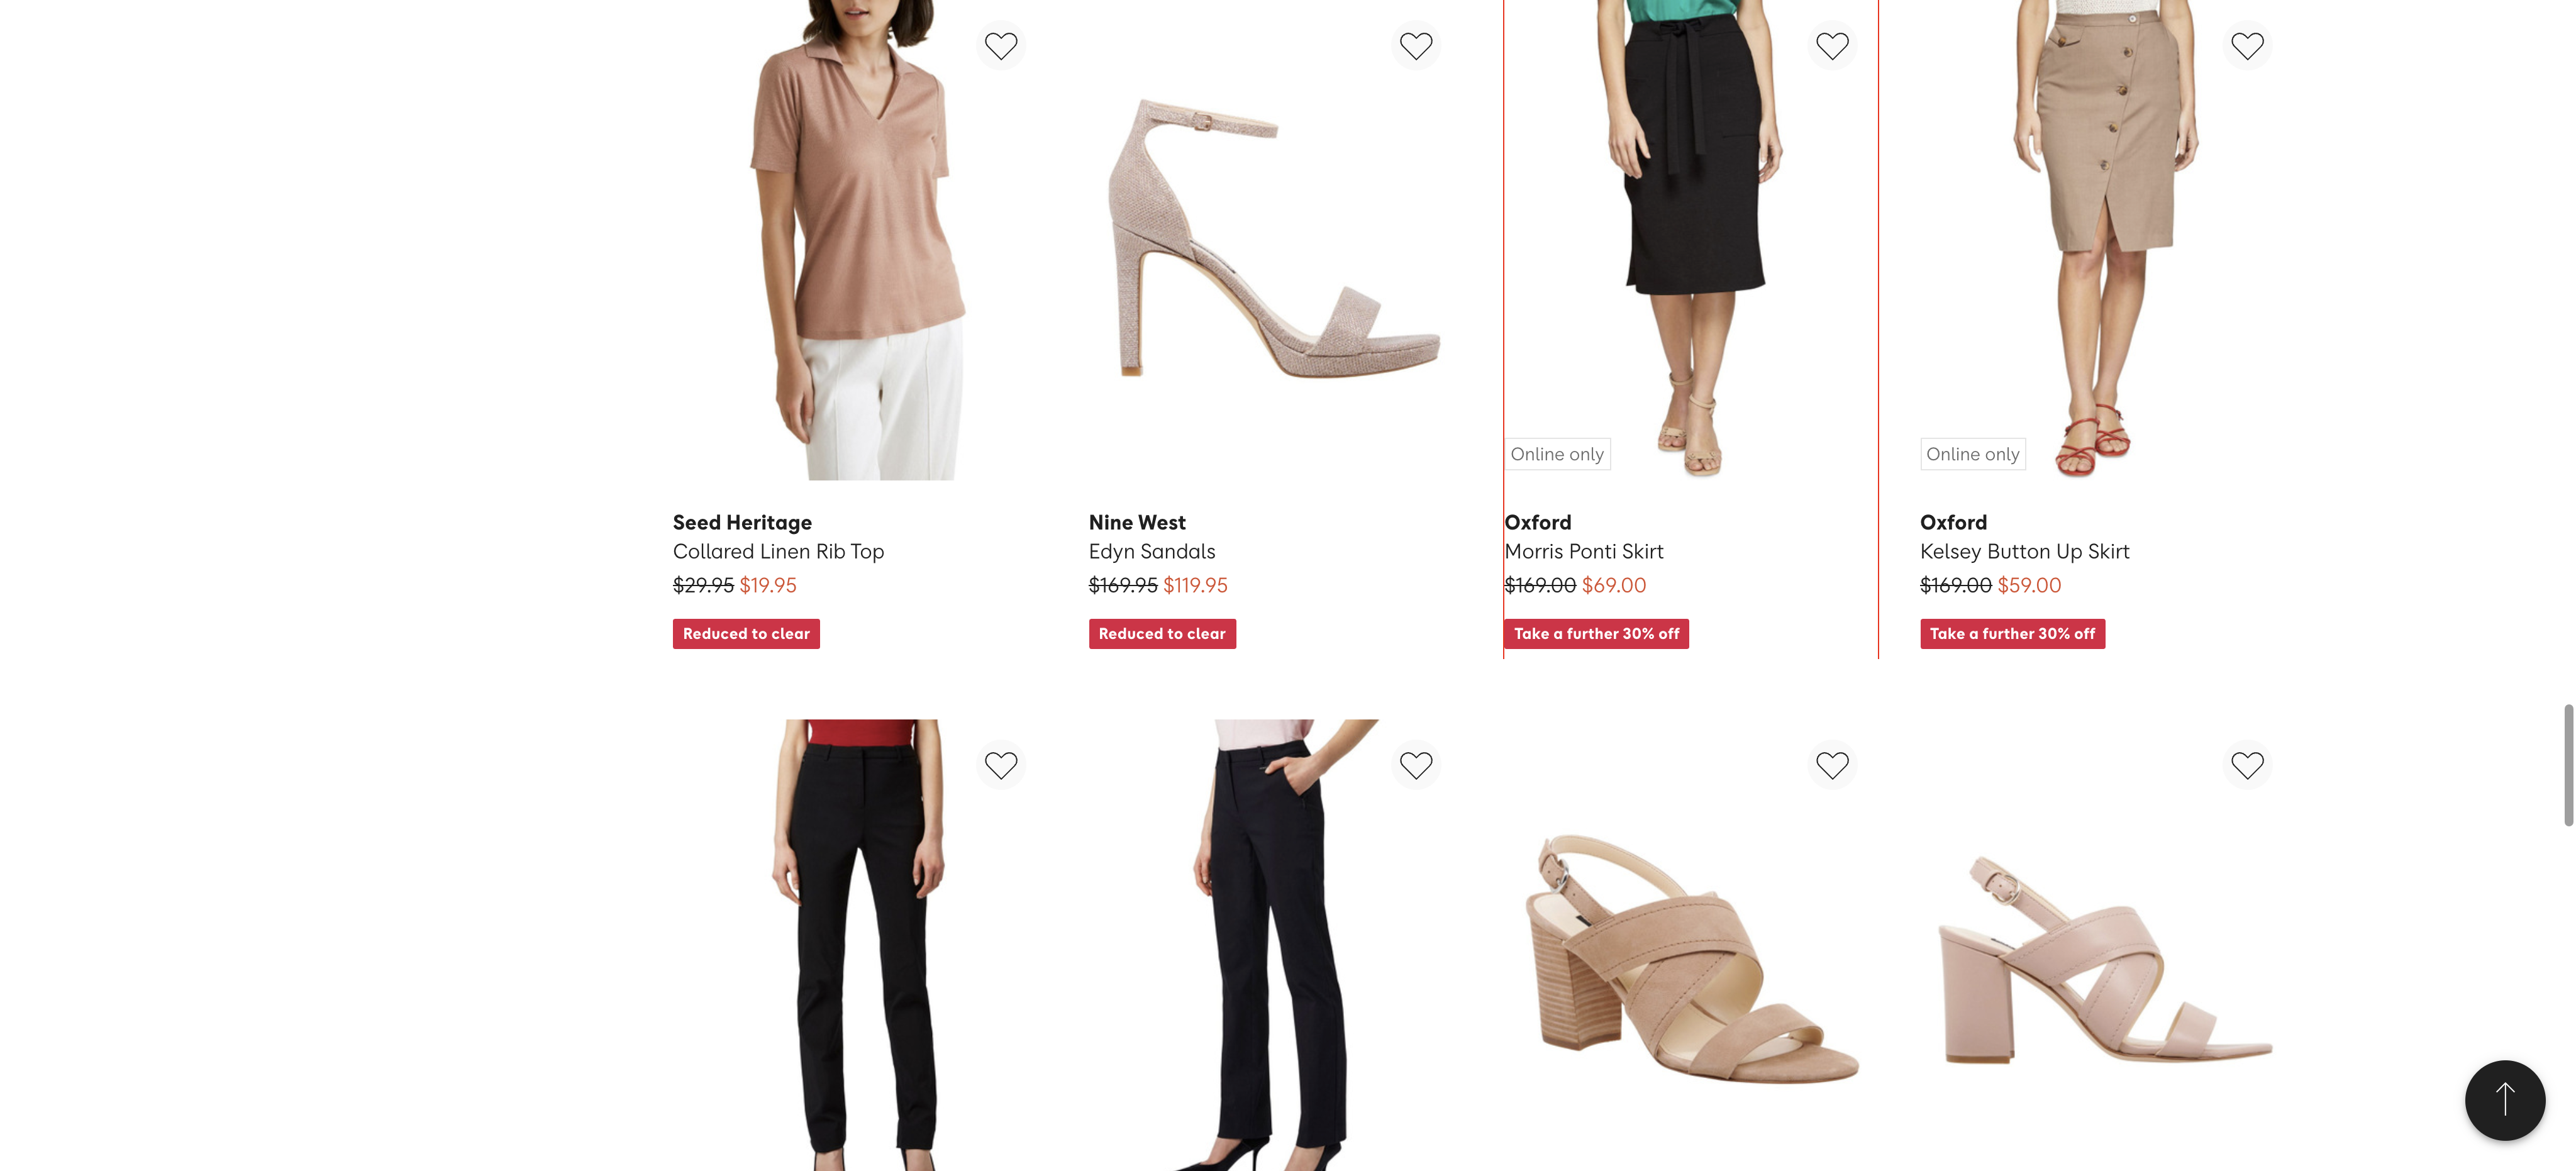 Online only
Online only
Seed Heritage
Collared Linen Rib Top
$29.95 $19.95
Reduced to clear
Nine West
Edyn Sandals
$169.95 $119.95
Reduced to clear
Oxford
Morris Ponti Skirt
$169.00 $69.00
Take a further 30% off
Oxford
Kelsey Button Up Skirt
$169.00 $59.00
Take a further 30% off